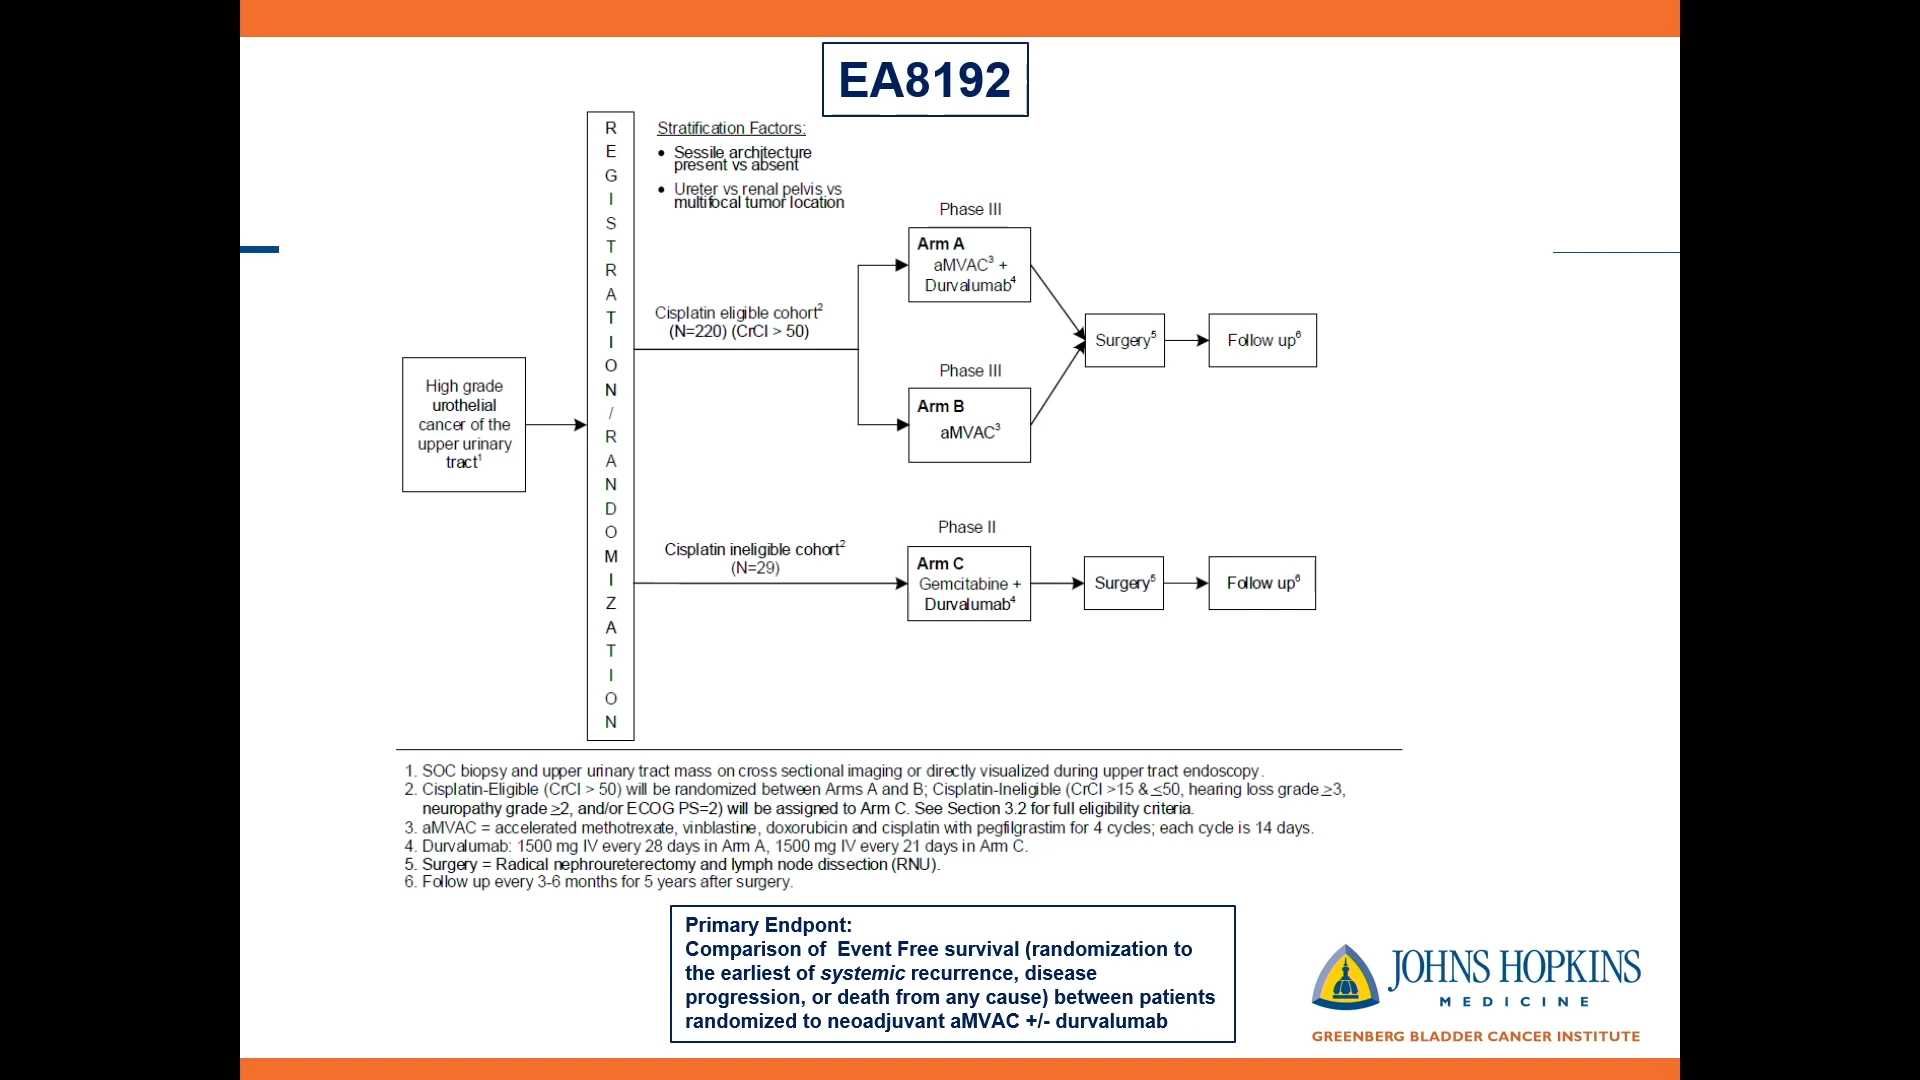 EA8192
REGISTRATION/RANDOMIZATION
Stratification Factors:
• Sessile architecture
present vs absent
• Ureter vs renal pelvis vs
multifocal tumor location
Phase III
Arm A
aMVAC³ +
Durvalumab⁴
Cisplatin eligible cohort²
(N=220) (CrCl > 50)
Surgery⁵
Follow up⁶
Phase III
Arm B
aMVAC³
High grade
urothelial
cancer of the
upper urinary
tract¹
Phase II
Cisplatin ineligible cohort²
(N=29)
Arm C
Gemcitabine +
Durvalumab⁴
Surgery⁵
Follow up⁶
1. SOC biopsy and upper urinary tract mass on cross sectional imaging or directly visualized during upper tract endoscopy.
2. Cisplatin-Eligible (CrCl > 50) will be randomized between Arms A and B; Cisplatin-Ineligible (CrCl >15 & ≤50, hearing loss grade ≥3,
neuropathy grade ≥2, and/or ECOG PS=2) will be assigned to Arm C. See Section 3.2 for full eligibility criteria.
3. aMVAC = accelerated methotrexate, vinblastine, doxorubicin and cisplatin with pegfilgrastim for 4 cycles; each cycle is 14 days.
4. Durvalumab: 1500 mg IV every 28 days in Arm A, 1500 mg IV every 21 days in Arm C.
5. Surgery = Radical nephroureterectomy and lymph node dissection (RNU).
6. Follow up every 3-6 months for 5 years after surgery.
Primary Endpont:
Comparison of Event Free survival (randomization to
the earliest of systemic recurrence, disease
progression, or death from any cause) between patients
randomized to neoadjuvant aMVAC +/- durvalumab
JOHNS HOPKINS
MEDICINE
GREENBERG BLADDER CANCER INSTITUTE